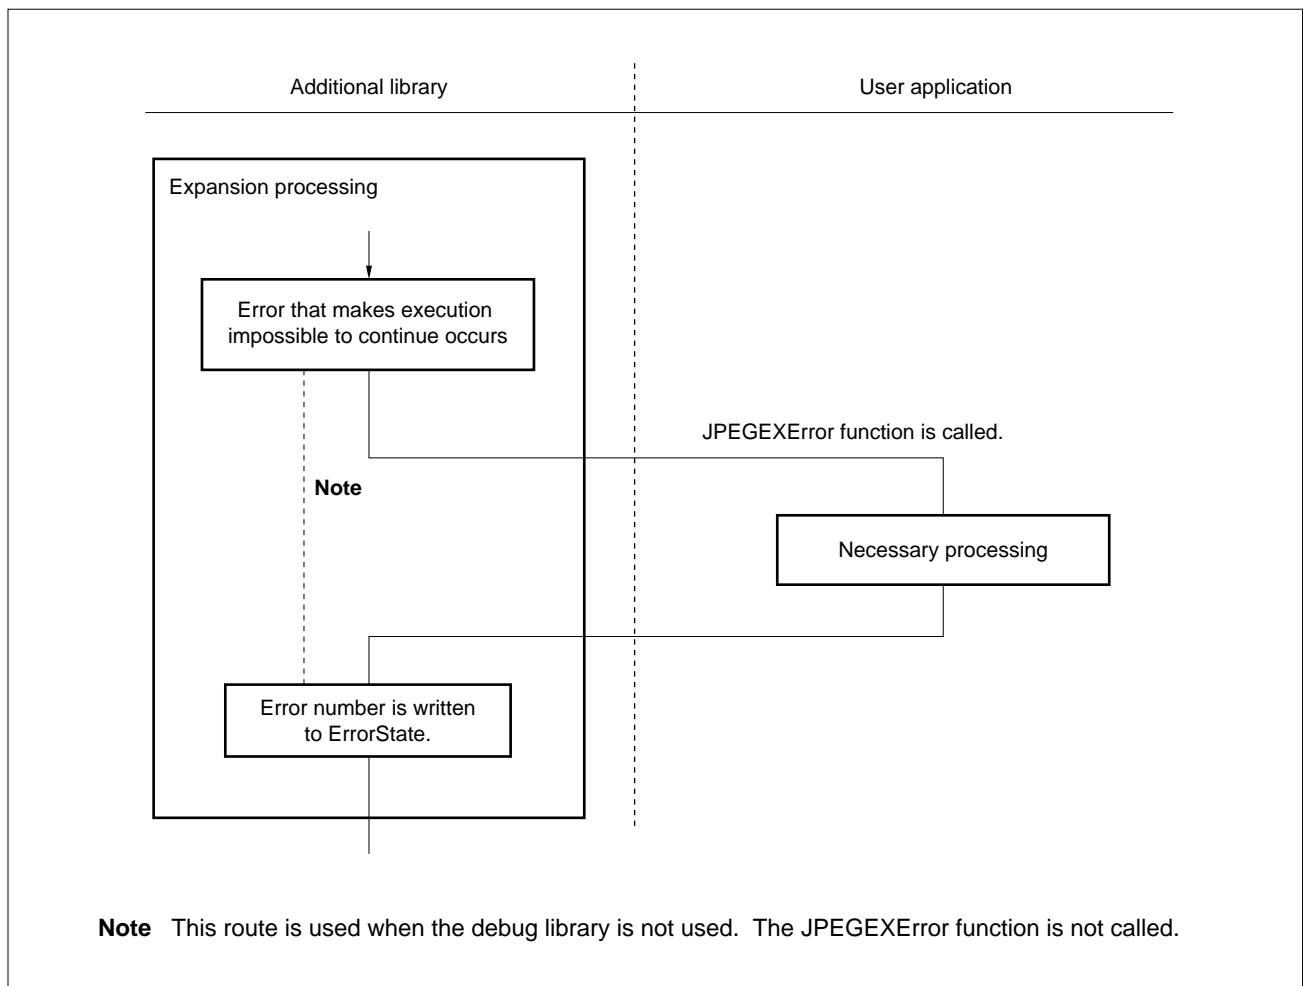 Additional library
User application
Expansion processing
Error that makes execution
impossible to continue occurs
JPEGEXError function is called.
Note
Necessary processing
Error number is written
to ErrorState.
Note This route is used when the debug library is not used. The JPEGEXError function is not called.